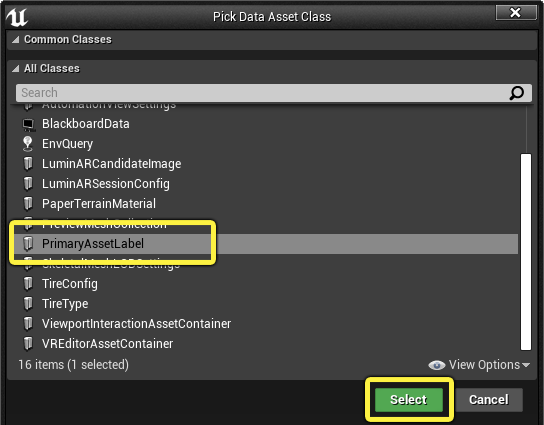 Pick Data Asset Class
Common Classes
All Classes
Search
AutomationViewSettings
BlackboardData
EnvQuery
LuminARCandidateImage
LuminARSessionConfig
PaperTerrainMaterial
PreviewMeshCollection
PrimaryAssetLabel
SkeletalMeshLODSettings
TireConfig
TireType
ViewportInteractionAssetContainer
VREditorAssetContainer
16 items (1 selected) View Options
Select Cancel